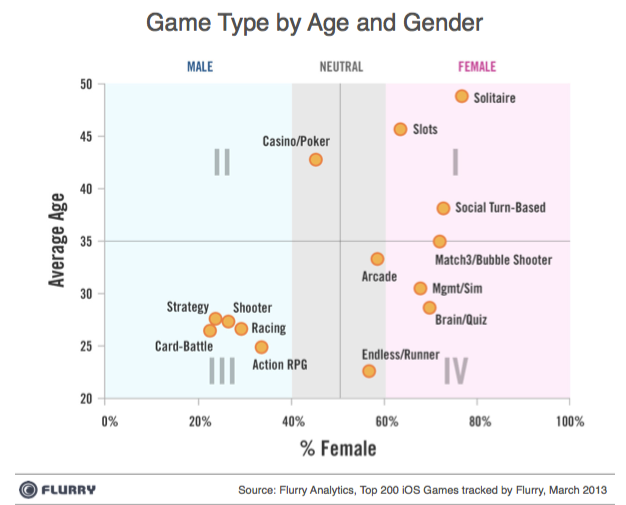 Game Type by Age and Gender
MALE
NEUTRAL
FEMALE
50
Solitaire
Slots
45
Casino/Poker
II
I
40
Social Turn-Based
Average Age
35
Match3/Bubble Shooter
Arcade
Mgmt/Sim
30
Strategy
Shooter
Brain/Quiz
Racing
Card-Battle
25
Endless/Runner
Action RPG
III
IV
20
0%
20%
40%
60%
80%
100%
% Female
FLURRY
Source: Flurry Analytics, Top 200 iOS Games tracked by Flurry, March 2013